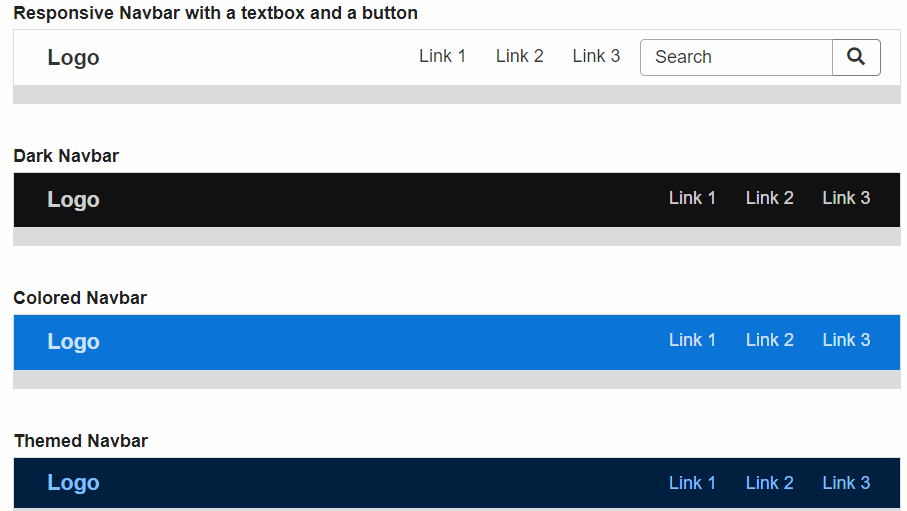 Responsive Navbar with a textbox and a button
Logo Link 1 Link 2 Link 3 Search
Dark Navbar
Logo Link 1 Link 2 Link 3
Colored Navbar
Logo Link 1 Link 2 Link 3
Themed Navbar
Logo Link 1 Link 2 Link 3